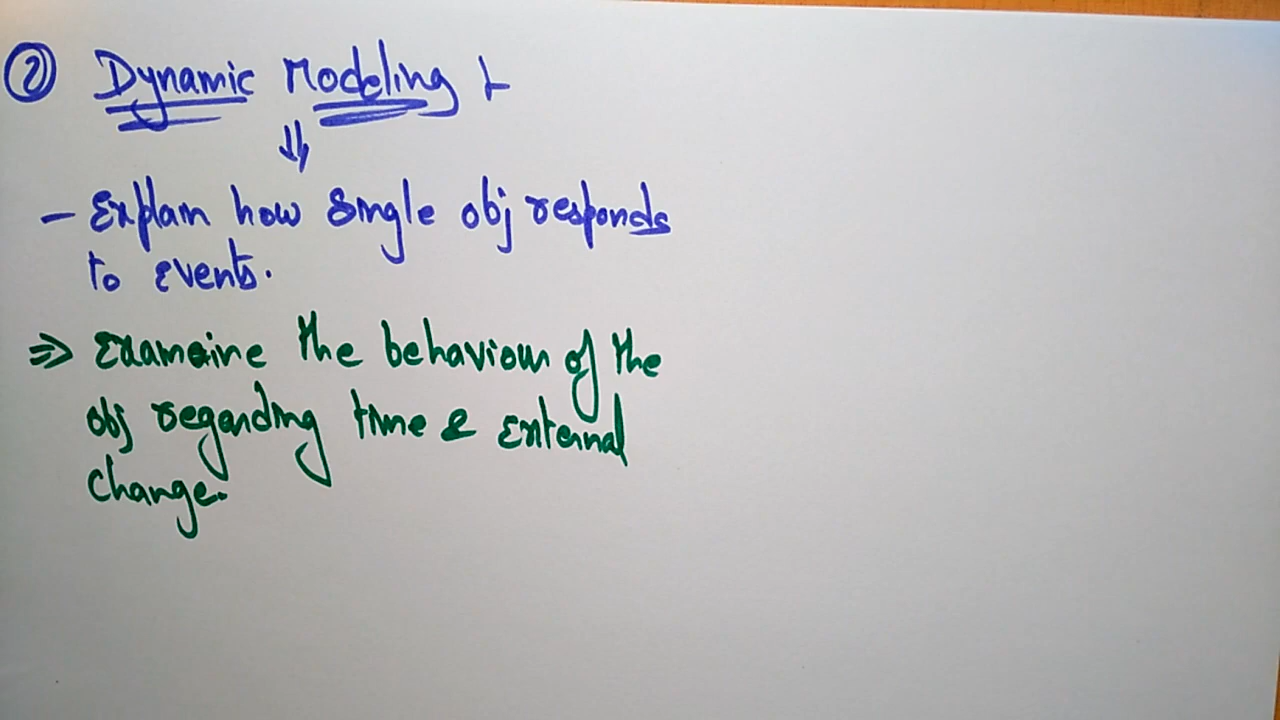 ② Dynamic Modeling :-
⇓
- Explain how single obj responds
to events.
⇒ Examaine the behaviour of the
obj regarding time & External
change.